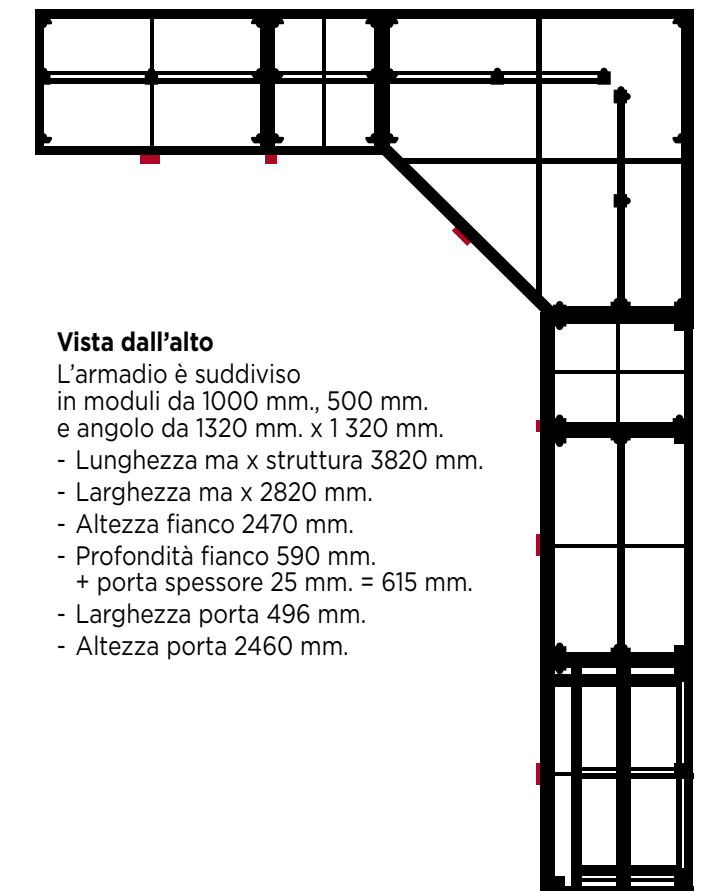 Vista dall’alto
L’armadio è suddiviso
in moduli da 1000 mm., 500 mm.
e angolo da 1320 mm. x 1 320 mm.
- Lunghezza ma x struttura 3820 mm.
- Larghezza ma x 2820 mm.
- Altezza fianco 2470 mm.
- Profondità fianco 590 mm.
+ porta spessore 25 mm. = 615 mm.
- Larghezza porta 496 mm.
- Altezza porta 2460 mm.